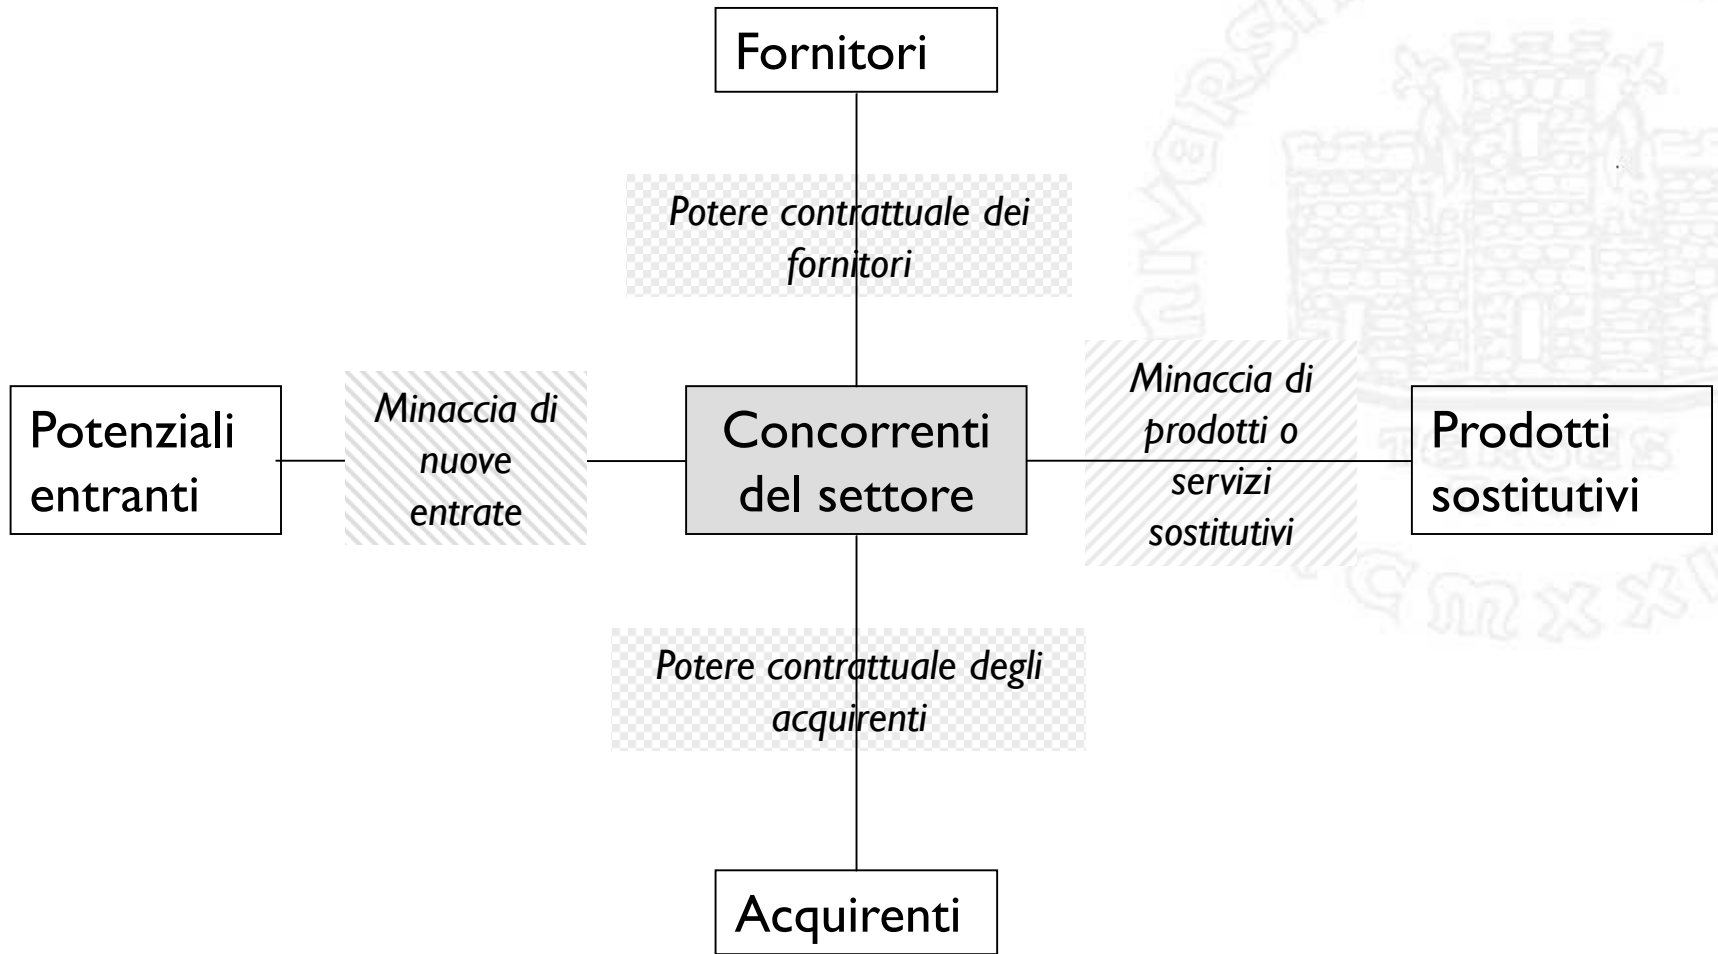 Fornitori
Potere contrattuale dei
fornitori
Potenziali
entranti
Minaccia di
nuove
entrate
Concorrenti
del settore
Minaccia di
prodotti o
servizi
sostitutivi
Prodotti
sostitutivi
Potere contrattuale degli
acquirenti
Acquirenti